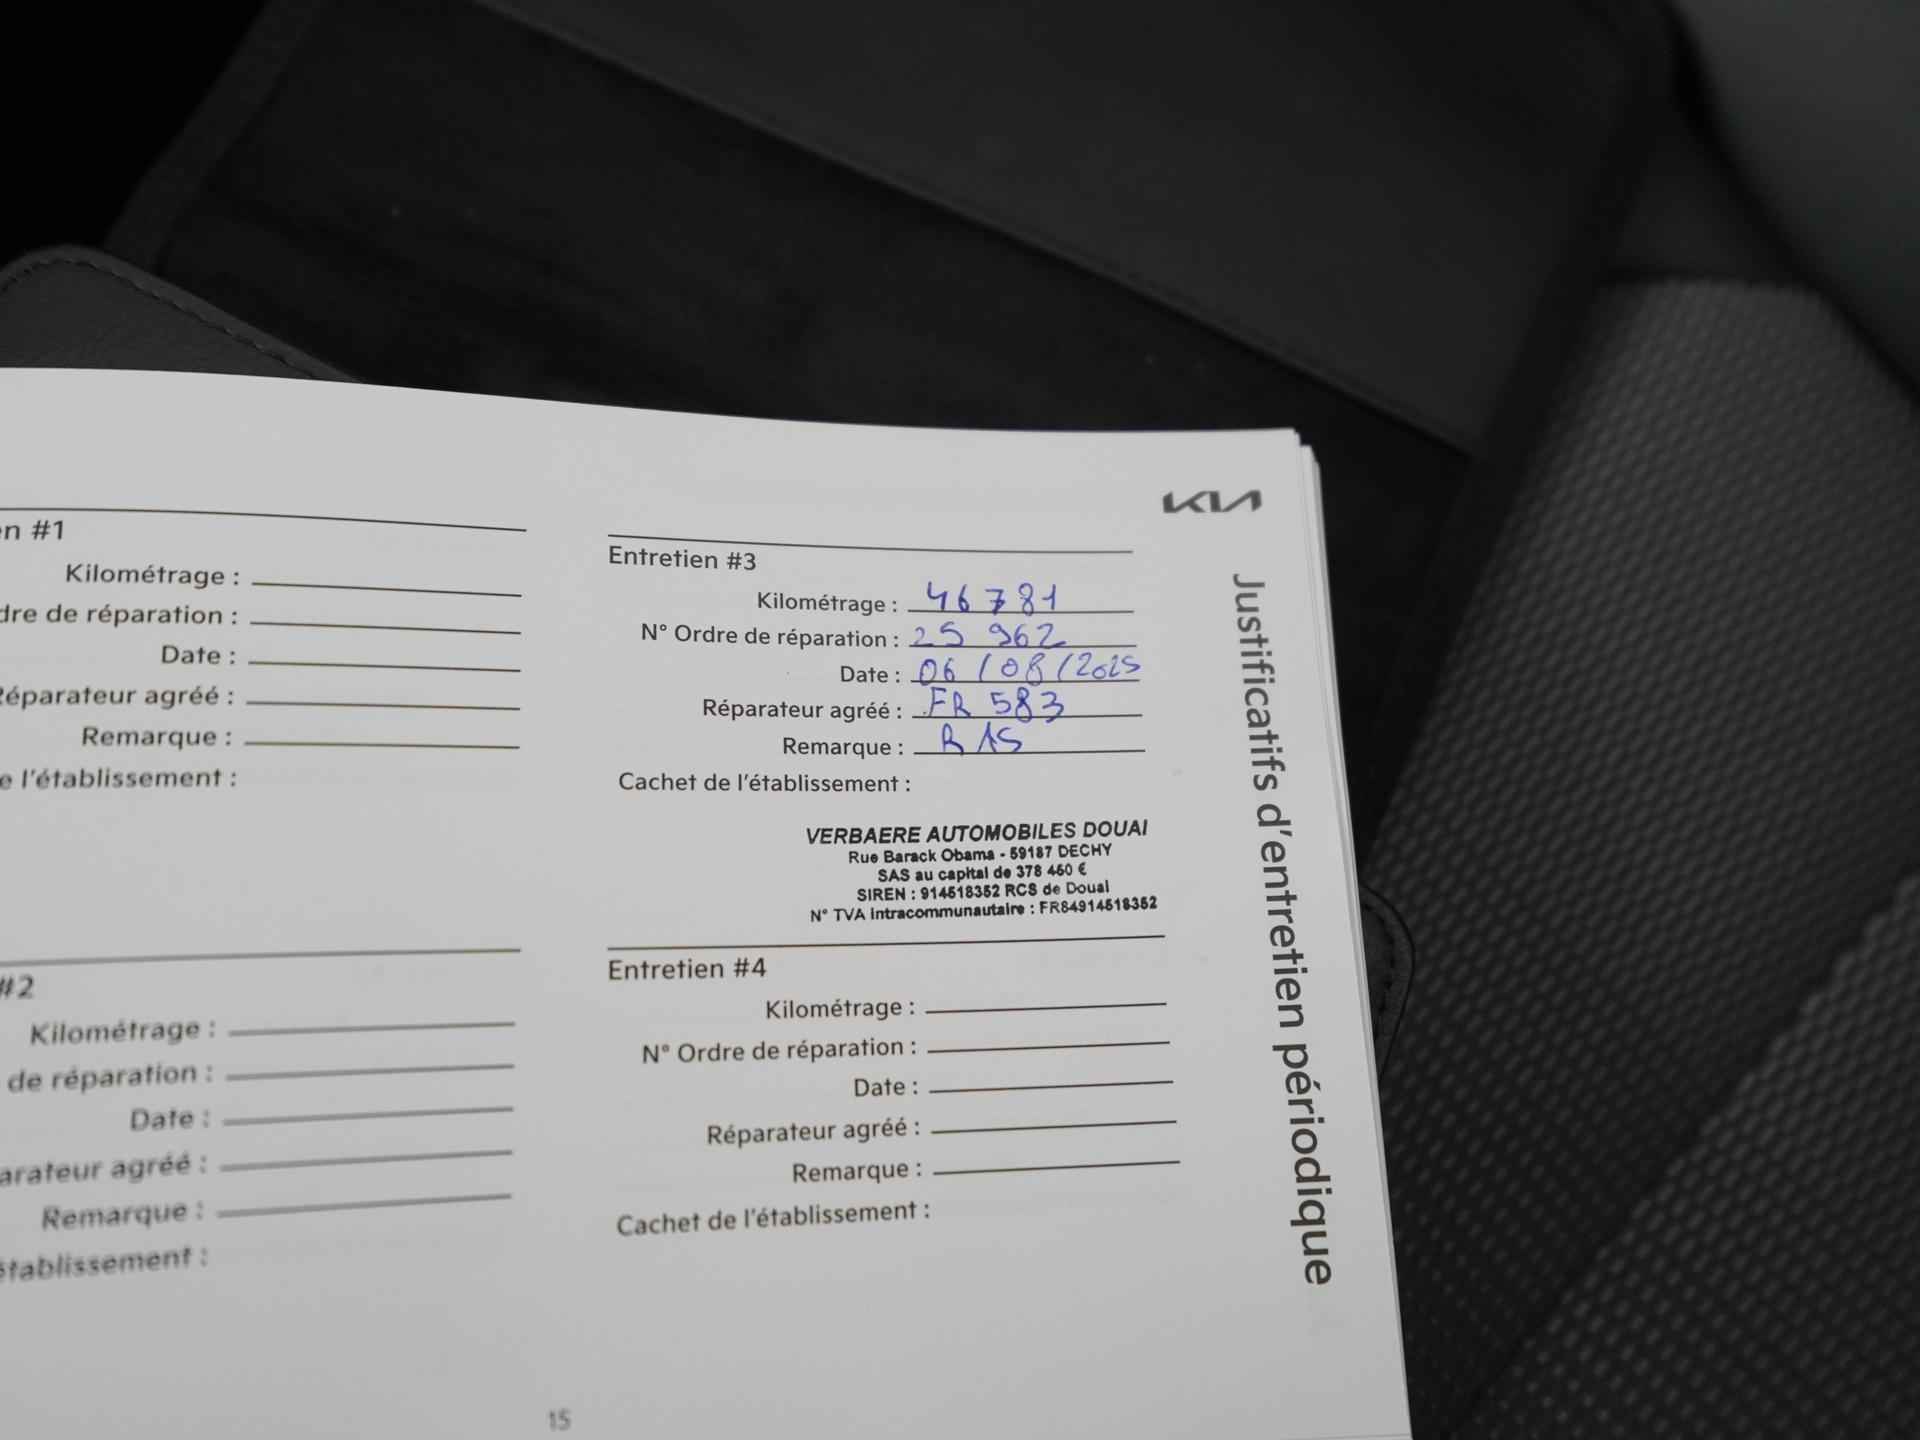 en #1
Kilométrage :
dre de réparation :
Date :
Réparateur agréé :
Remarque :
e l'établissement :
#2
Kilométrage :
de réparation :
Date :
arateur agréé :
Remarque :
établissement :
KIA
Entretien #3
Kilométrage : 46781
N° Ordre de réparation : 25 962
Date : 06/08/2025
Réparateur agréé : FR 583
Remarque : RAS
Cachet de l'établissement :
VERBAERE AUTOMOBILES DOUAI
Rue Barack Obama - 59187 DECHY
SAS au capital de 378 460 €
SIREN : 914518352 RCS de Douai
N° TVA Intracommunautaire : FR84914518352
Entretien #4
Kilométrage :
N° Ordre de réparation :
Date :
Réparateur agréé :
Remarque :
Cachet de l'établissement :
Justificatifs d'entretien périodique
15